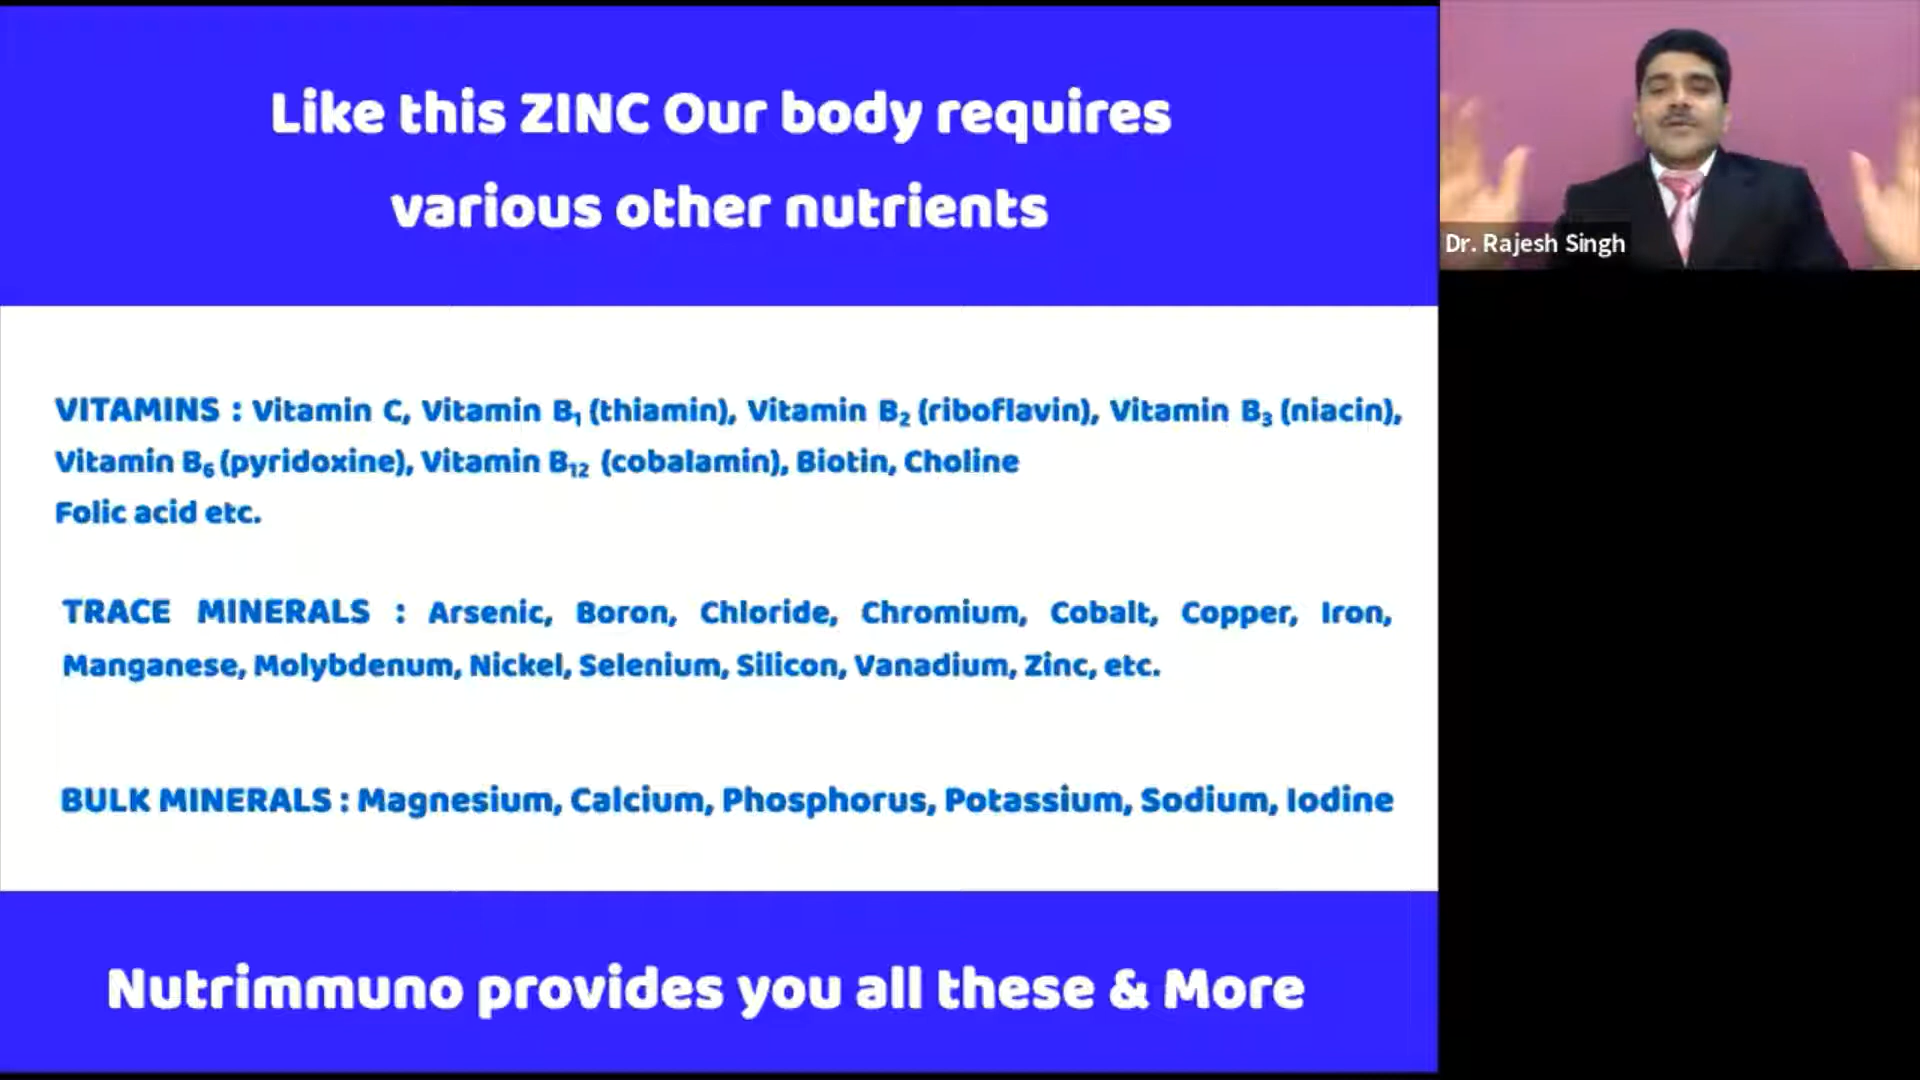 Like this ZINC Our body requires
various other nutrients
Dr. Rajesh Singh
VITAMINS : Vitamin C, Vitamin B₁ (thiamin), Vitamin B₂ (riboflavin), Vitamin B₃ (niacin),
Vitamin B₆ (pyridoxine), Vitamin B₁₂ (cobalamin), Biotin, Choline
Folic acid etc.
TRACE MINERALS : Arsenic, Boron, Chloride, Chromium, Cobalt, Copper, Iron,
Manganese, Molybdenum, Nickel, Selenium, Silicon, Vanadium, Zinc, etc.
BULK MINERALS : Magnesium, Calcium, Phosphorus, Potassium, Sodium, Iodine
Nutrimmuno provides you all these & More